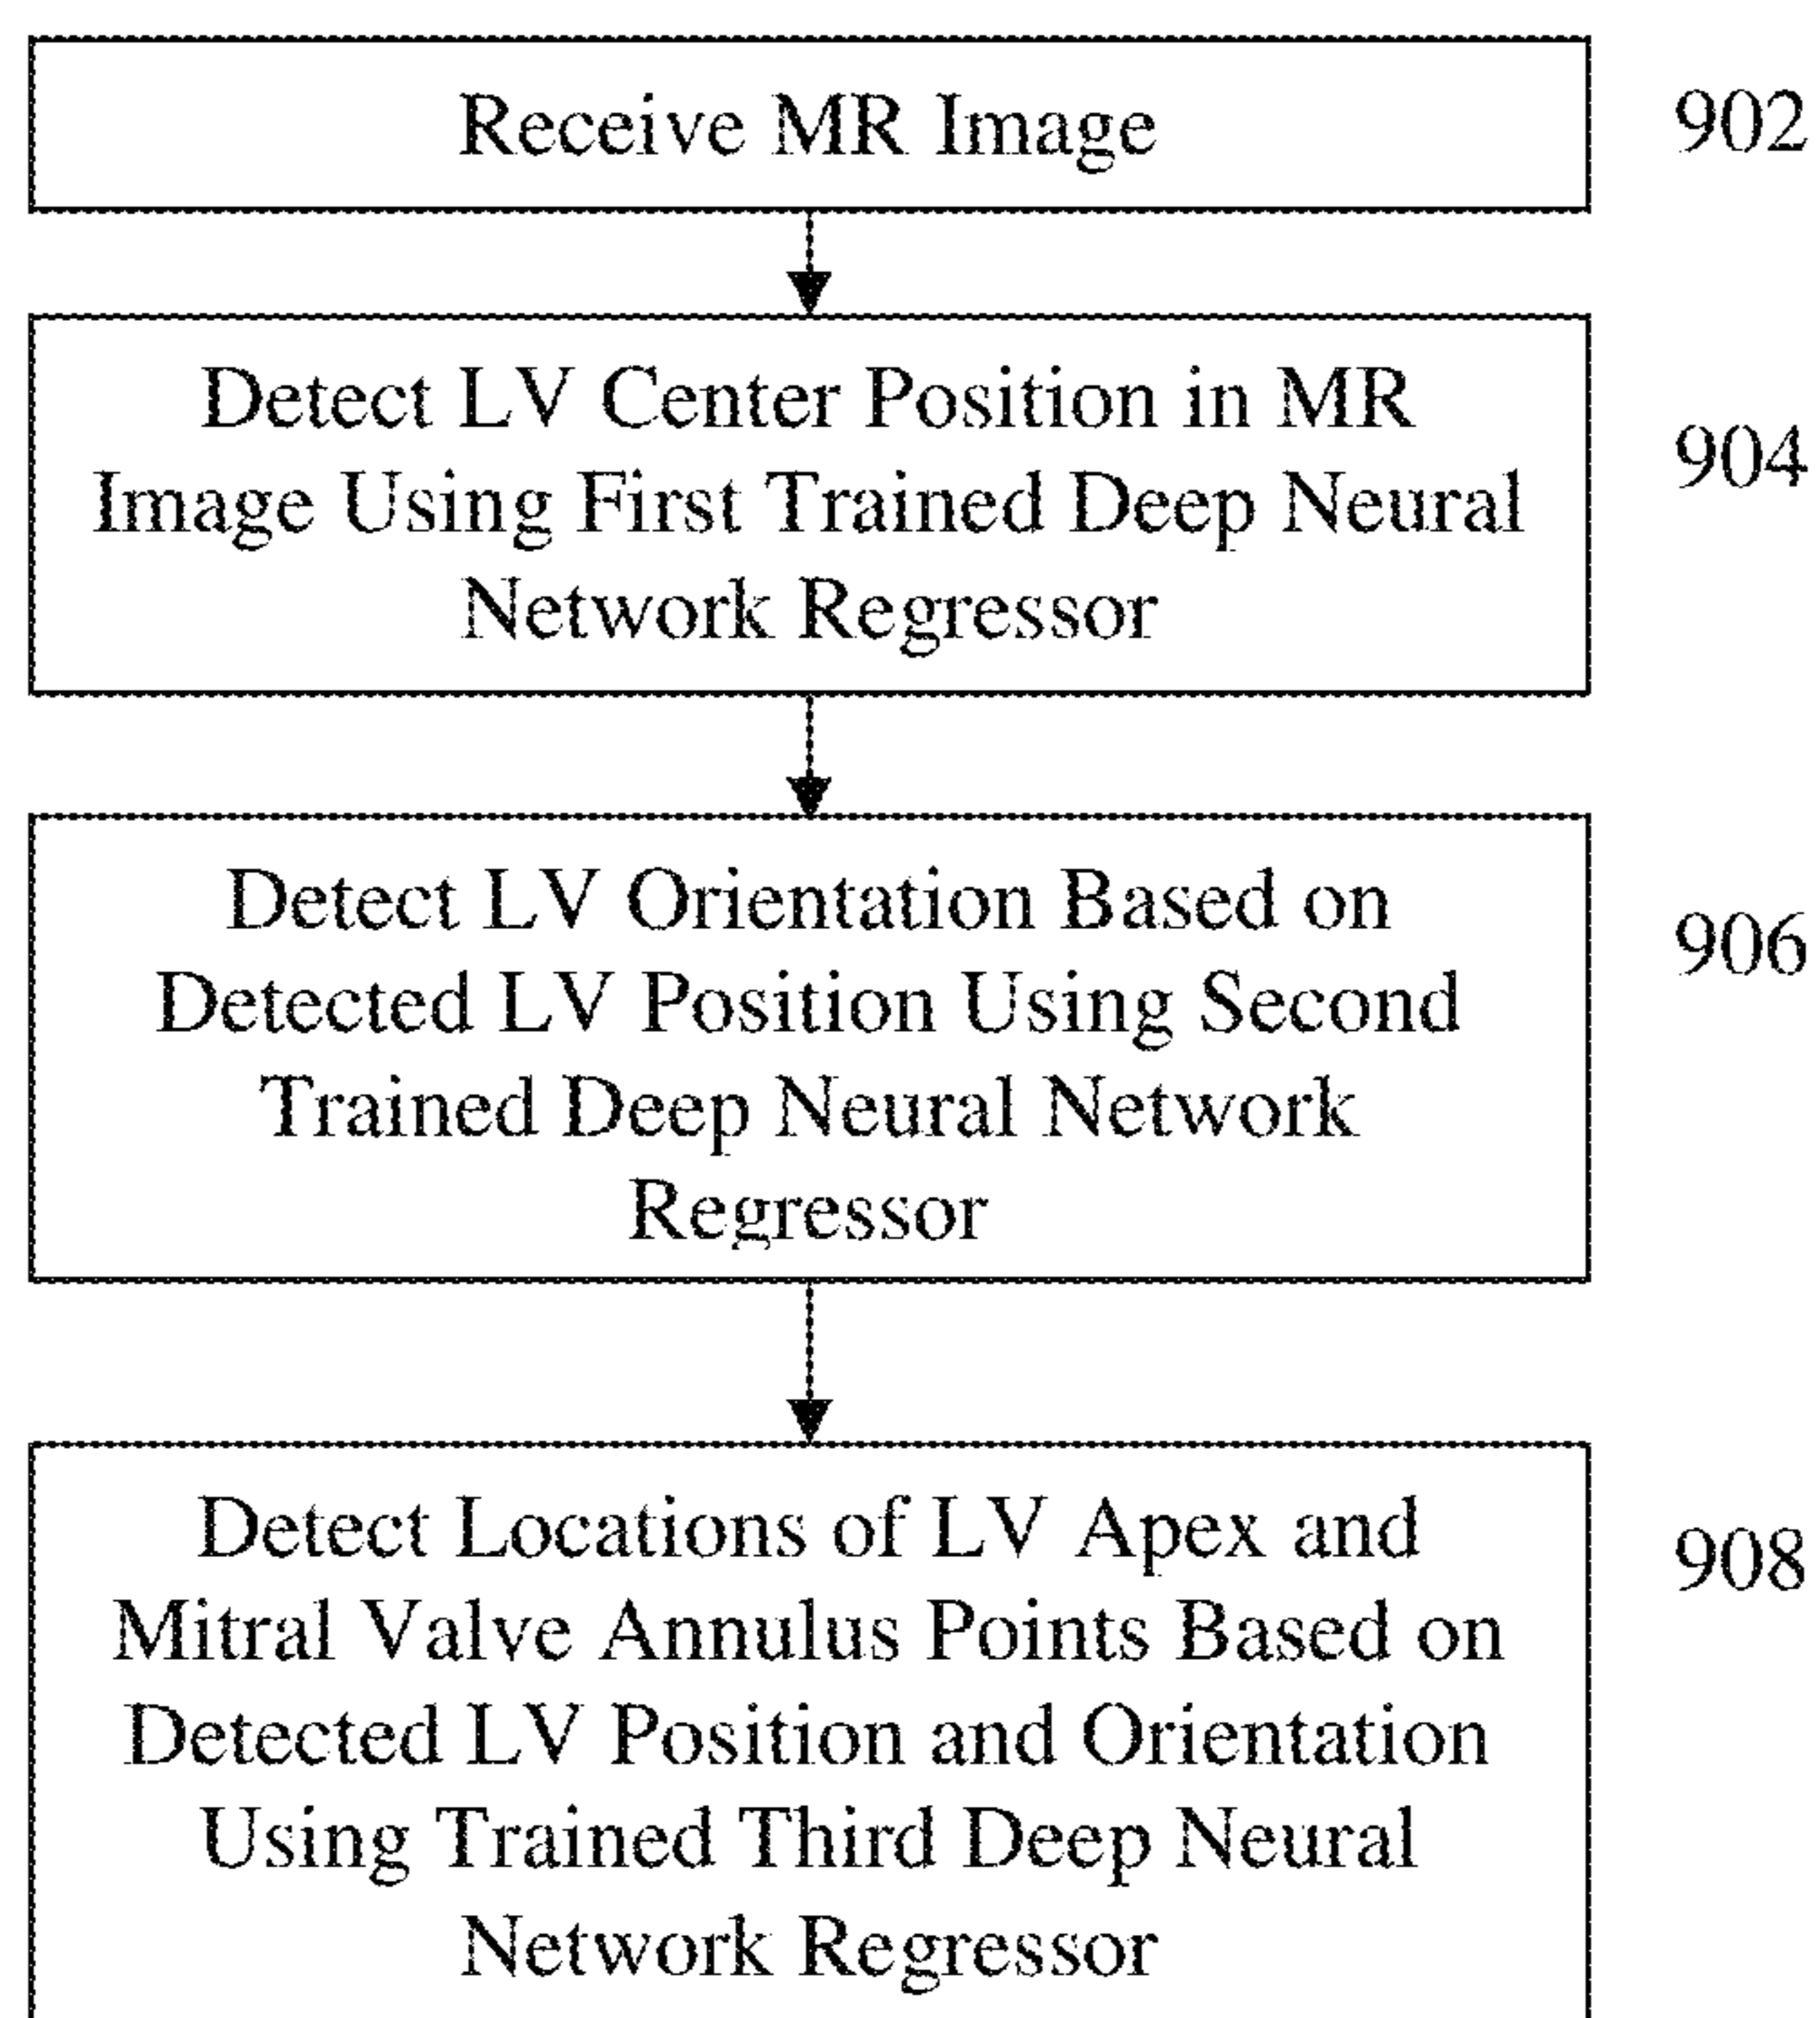 Receive MR Image
902
Detect LV Center Position in MR
Image Using First Trained Deep Neural
Network Regressor
904
Detect LV Orientation Based on
Detected LV Position Using Second
Trained Deep Neural Network
Regressor
906
Detect Locations of LV Apex and
Mitral Valve Annulus Points Based on
Detected LV Position and Orientation
Using Trained Third Deep Neural
Network Regressor
908